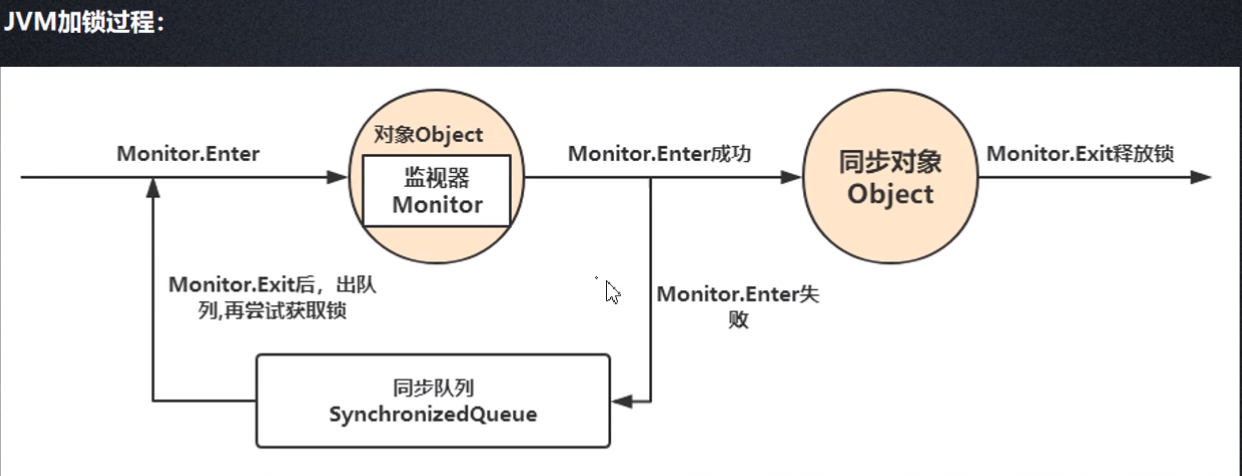 JVM加锁过程：
对象Object
Monitor.Enter
监视器
Monitor
Monitor.Enter成功
同步对象
Object
Monitor.Exit释放锁
Monitor.Exit后，出队
列,再尝试获取锁
Monitor.Enter失
败
同步队列
SynchronizedQueue